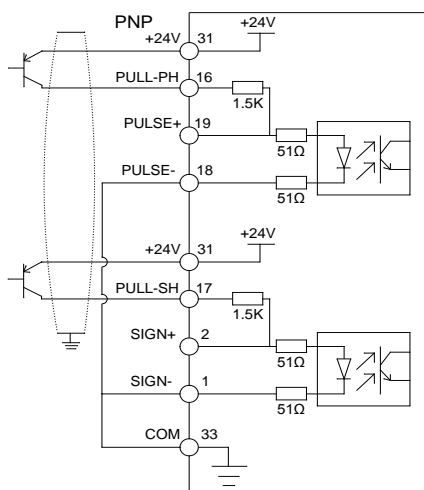 PNP
+24V 31 +24V
PULL-PH 16
1.5K
PULSE+ 19
51Ω
PULSE- 18
51Ω
+24V 31 +24V
PULL-SH 17
1.5K
SIGN+ 2
51Ω
SIGN- 1
51Ω
COM 33